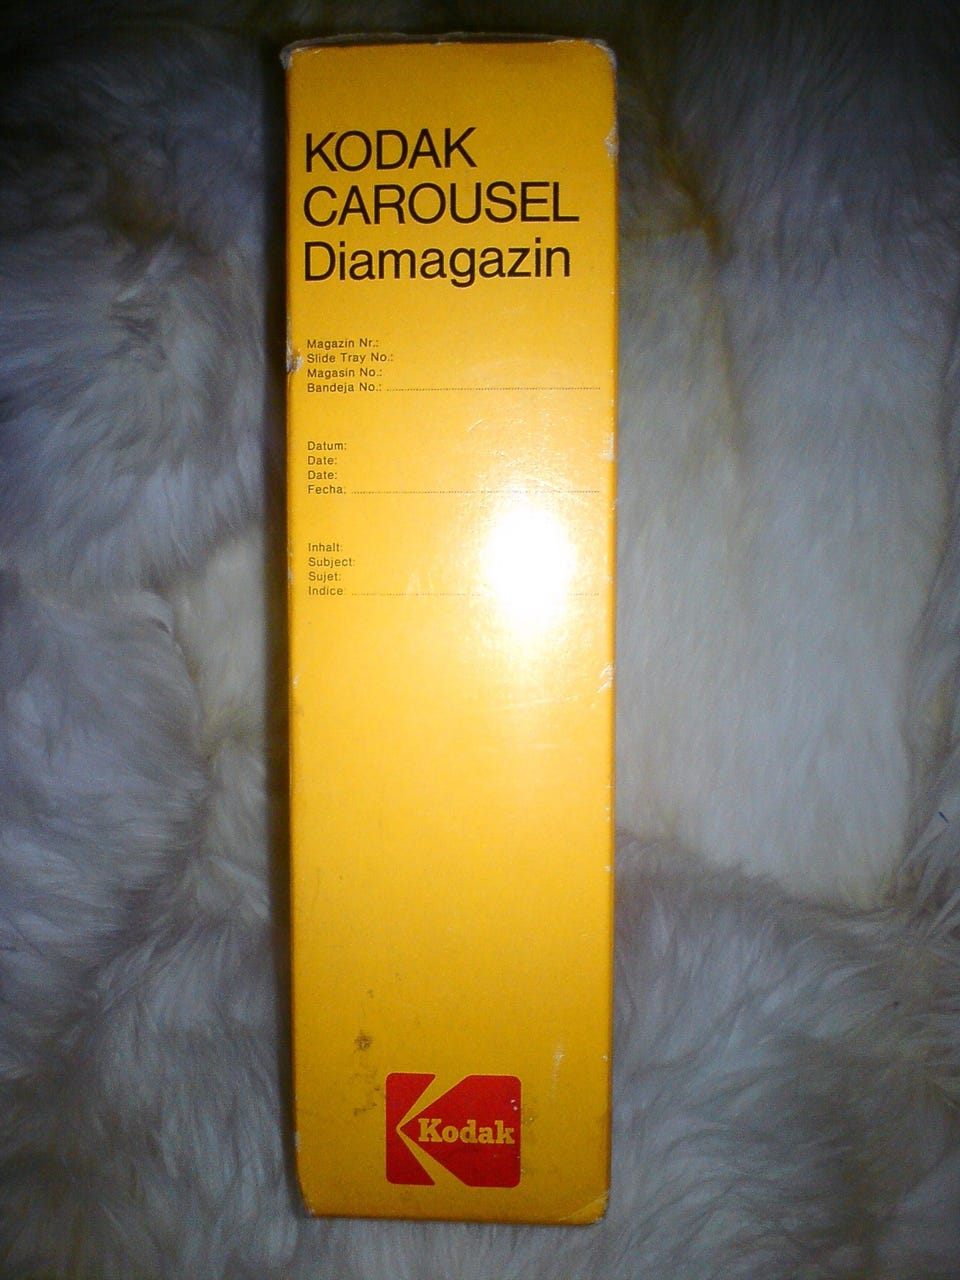 KODAK
CAROUSEL
Diamagazin
Magazin Nr.:
Slide Tray No.:
Magasin No.:
Bandeja No.:
Datum:
Date:
Date:
Fecha:
Inhalt:
Subject:
Sujet:
Indice:
Kodak